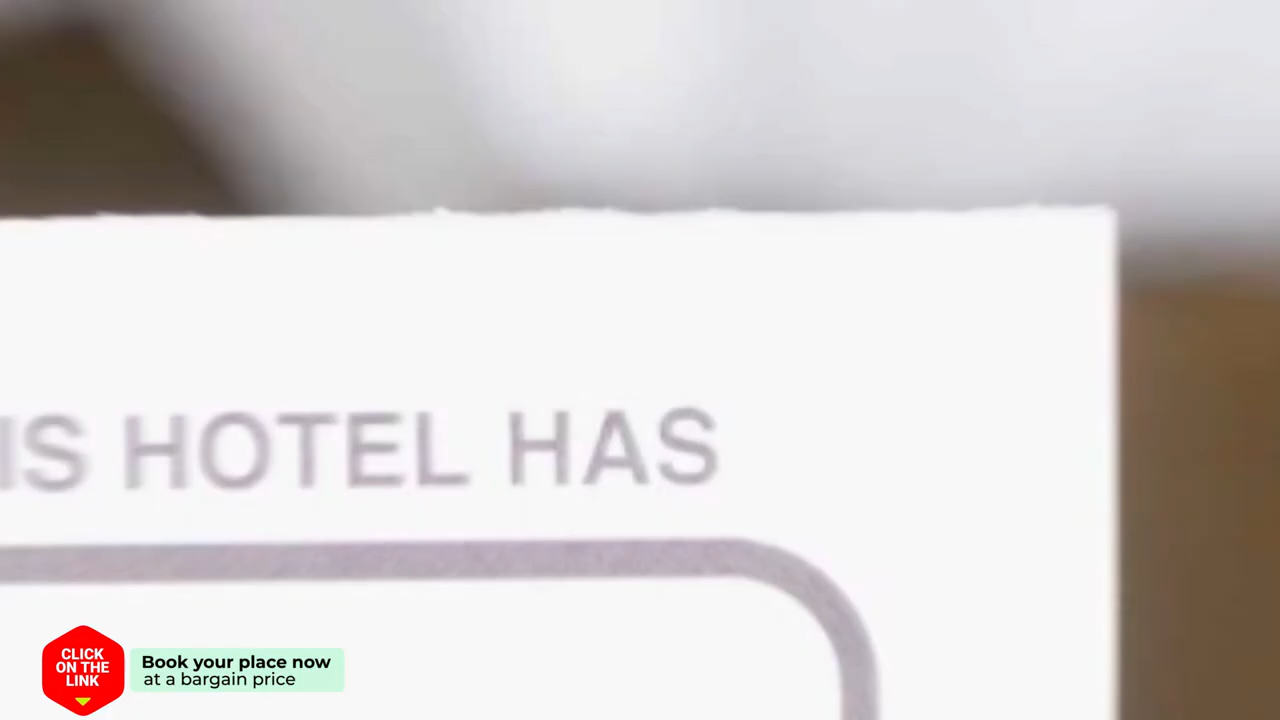 IS HOTEL HAS
CLICK
ON THE
LINK
Book your place now
at a bargain price